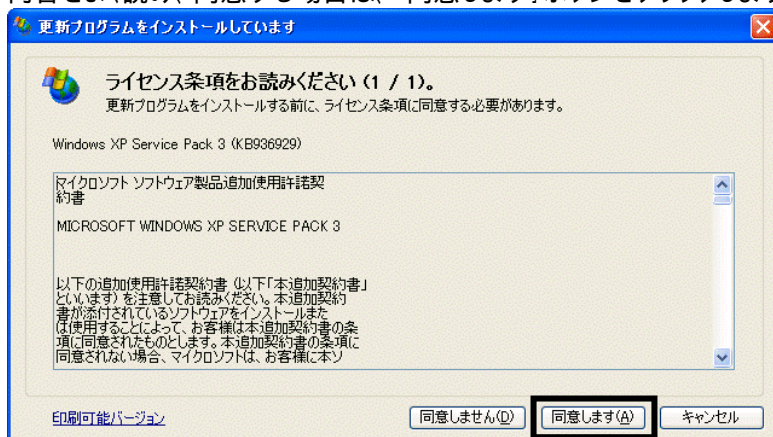 更新プログラムをインストールしています
ライセンス条項をお読みください (1 / 1)。
更新プログラムをインストールする前に、ライセンス条項に同意する必要があります。
Windows XP Service Pack 3 (KB936929)
マイクロソフト ソフトウェア製品追加使用許諾契
約書
MICROSOFT WINDOWS XP SERVICE PACK 3
以下の追加使用許諾契約書 (以下「本追加契約書」
といいます) を注意してお読みください。本追加契約
書が添付されているソフトウェアをインストールまた
は使用することによって、お客様は本追加契約書の条
項に同意されたものとします。本追加契約書の条項に
同意されない場合、マイクロソフトは、お客様に本ソ
印刷可能バージョン
同意しません(D)
同意します(A)
キャンセル